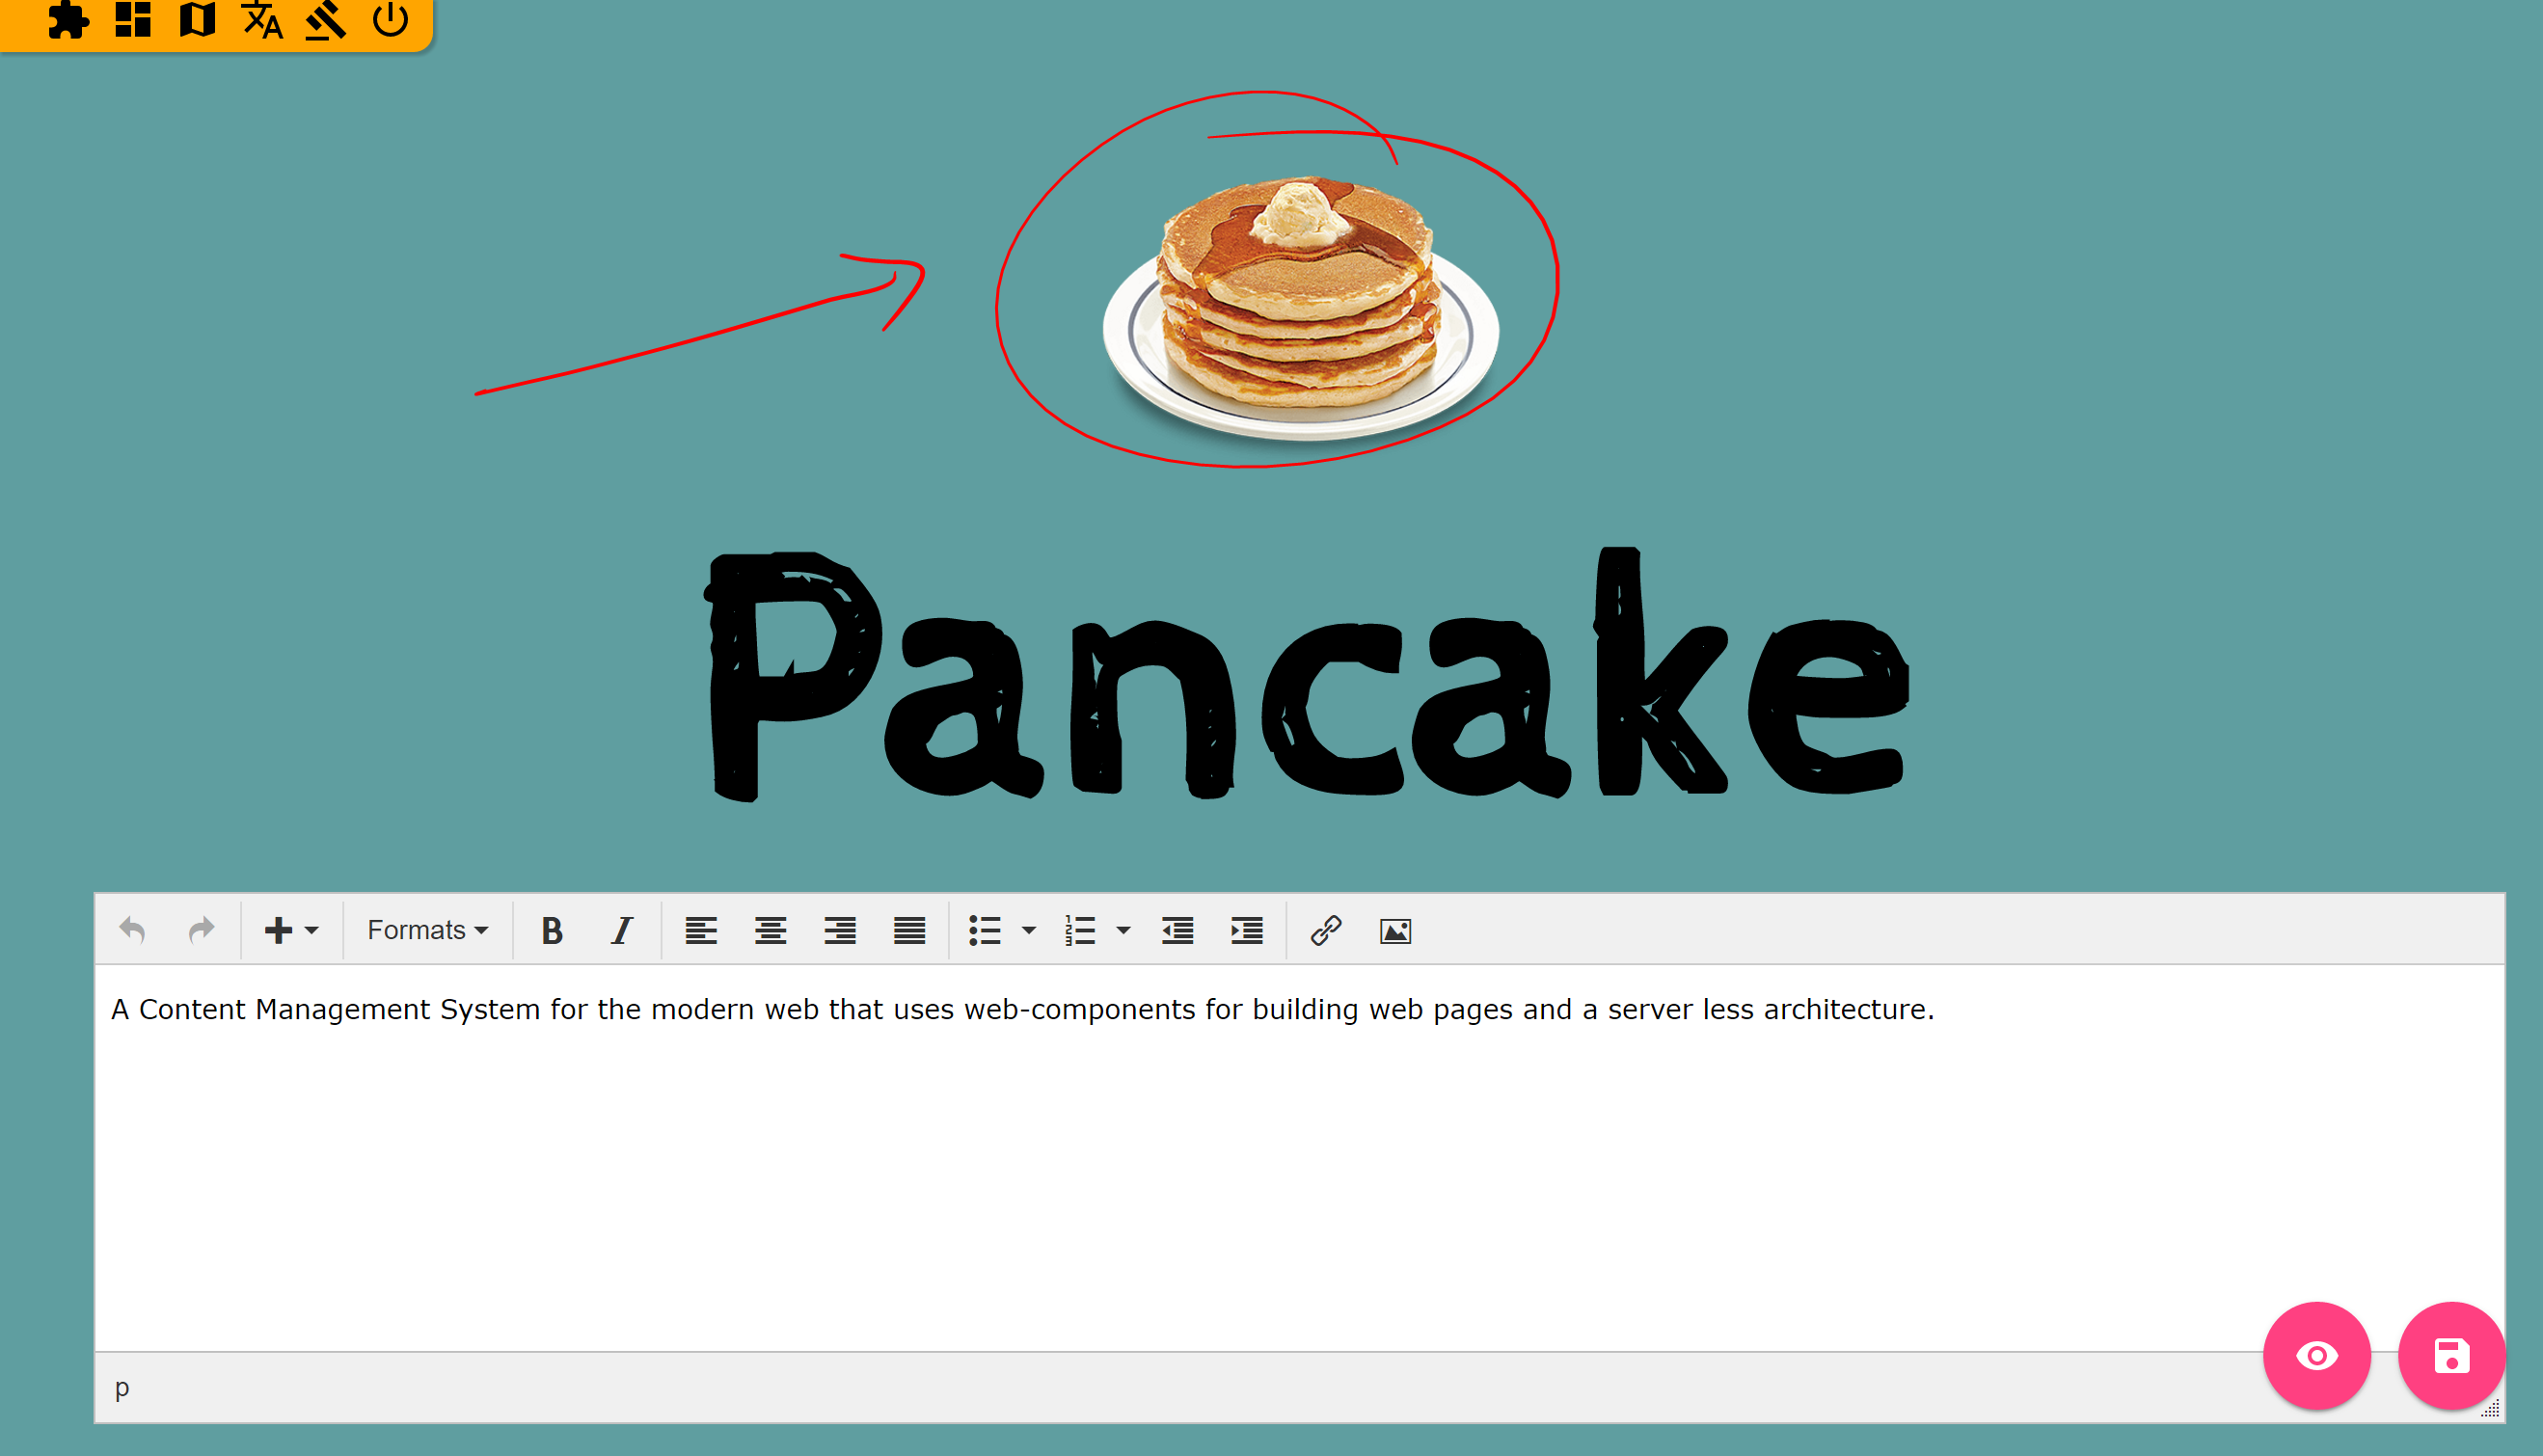 Pancake
Formats
A Content Management System for the modern web that uses web-components for building web pages and a server less architecture.
p